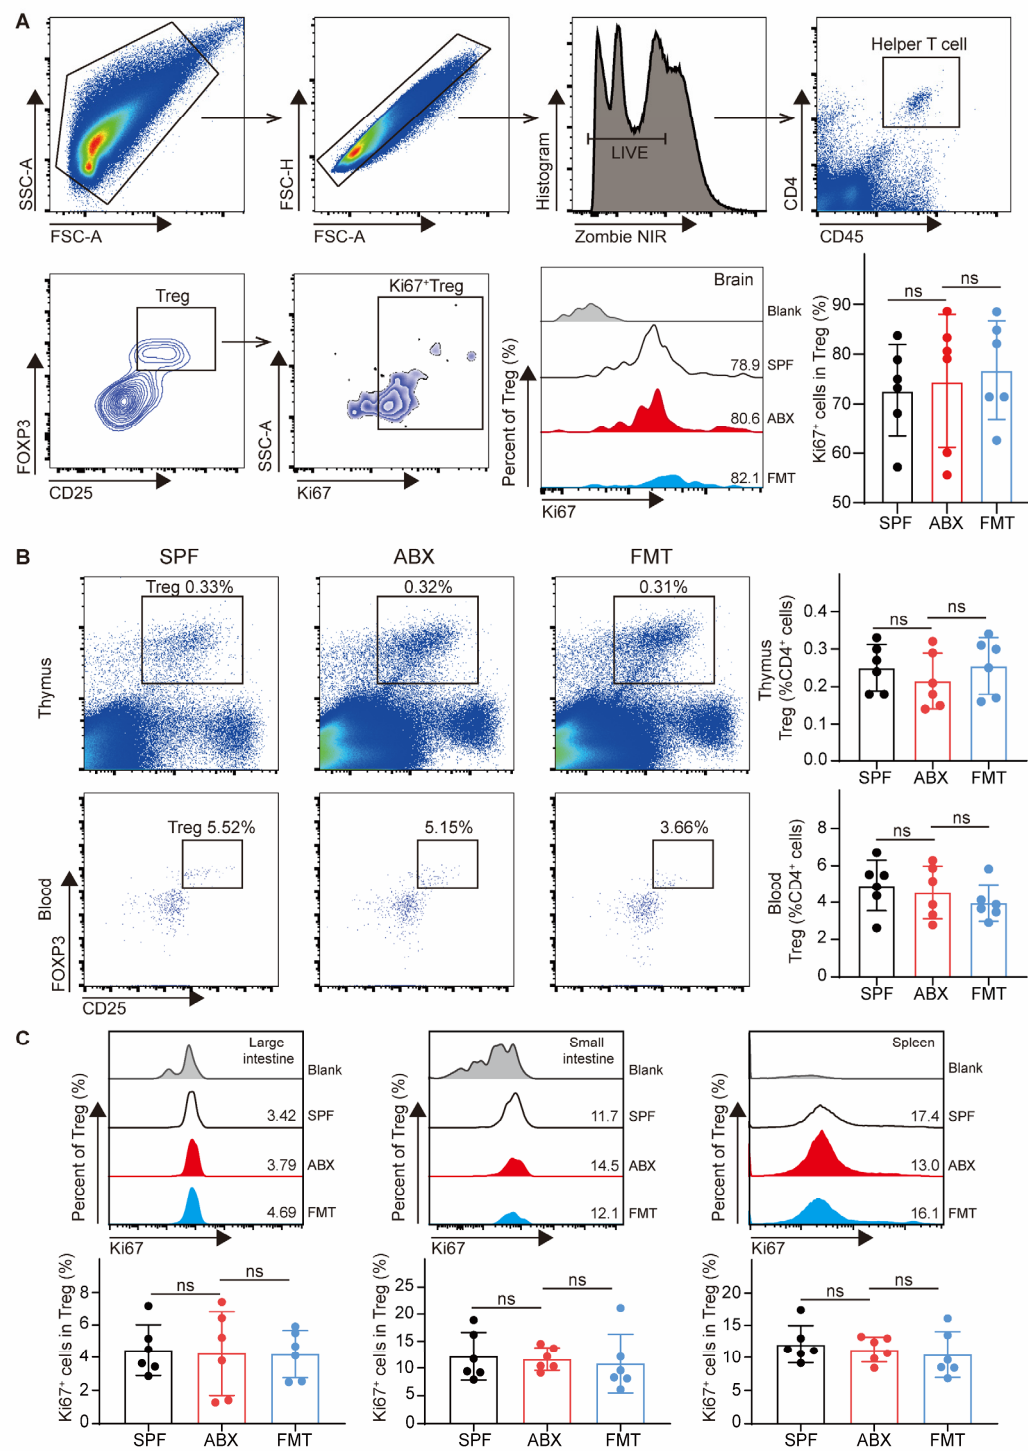 A
SSC-A
FSC-A
FSC-H
FSC-A
Histogram
LIVE
Zombie NIR
CD4
Helper T cell
CD45
FOXP3
Treg
CD25
SSC-A
Ki67⁺Treg
Ki67
Percent of Treg (%)
Brain
Blank
78.9 SPF
80.6 ABX
82.1 FMT
Ki67
Ki67⁺ cells in Treg (%)
90
80
70
60
50
ns
ns
SPF ABX FMT
B
SPF ABX FMT
Thymus
Treg 0.33%
0.32%
0.31%
Thymus
Treg (%CD4⁺ cells)
0.4
0.3
0.2
0.1
0.0
ns
ns
SPF ABX FMT
Blood
FOXP3
Treg 5.52%
5.15%
3.66%
CD25
Blood
Treg (%CD4⁺ cells)
8
6
4
2
0
ns
ns
SPF ABX FMT
C
Percent of Treg (%)
Large
intestine
Blank
3.42 SPF
3.79 ABX
4.69 FMT
Ki67
Percent of Treg (%)
Small
intestine
Blank
11.7 SPF
14.5 ABX
12.1 FMT
Ki67
Percent of Treg (%)
Spleen
Blank
17.4 SPF
13.0 ABX
16.1 FMT
Ki67
Ki67⁺ cells in Treg (%)
8
6
4
2
0
ns
ns
SPF ABX FMT
Ki67⁺ cells in Treg (%)
25
20
15
10
5
0
ns
ns
SPF ABX FMT
Ki67⁺ cells in Treg (%)
20
15
10
5
0
ns
ns
SPF ABX FMT